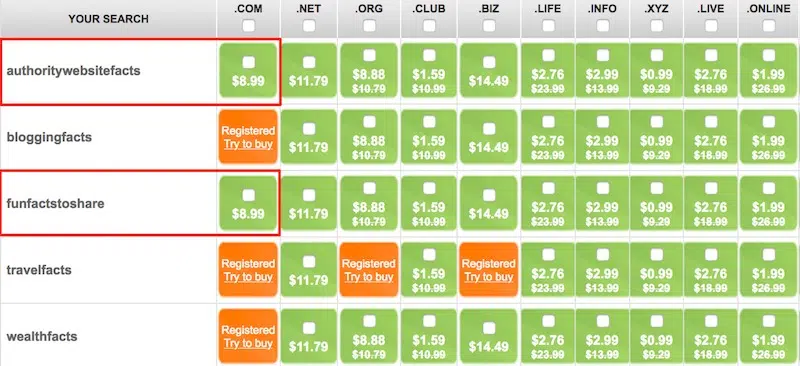 YOUR SEARCH .COM .NET .ORG .CLUB .BIZ .LIFE .INFO .XYZ .LIVE .ONLINE
authoritywebsitefacts $8.99 $11.79 $8.88 $1.59 $14.49 $2.76 $2.99 $0.99 $2.76 $1.99
$10.79 $10.99 $23.99 $13.99 $9.29 $18.99 $26.99
bloggingfacts Registered $11.79 $8.88 $1.59 $14.49 $2.76 $2.99 $0.99 $2.76 $1.99
Try to buy $10.79 $10.99 $23.99 $13.99 $9.29 $18.99 $26.99
funfactstoshare $8.99 $11.79 $8.88 $1.59 $14.49 $2.76 $2.99 $0.99 $2.76 $1.99
$10.79 $10.99 $23.99 $13.99 $9.29 $18.99 $26.99
travelfacts Registered $11.79 Registered $1.59 Registered $2.76 $2.99 $0.99 $2.76 $1.99
Try to buy Try to buy $10.99 Try to buy $23.99 $13.99 $9.29 $18.99 $26.99
wealthfacts Registered $11.79 $8.88 $1.59 $14.49 $2.76 $2.99 $0.99 $2.76 $1.99
Try to buy $10.79 $10.99 $23.99 $13.99 $9.29 $18.99 $26.99